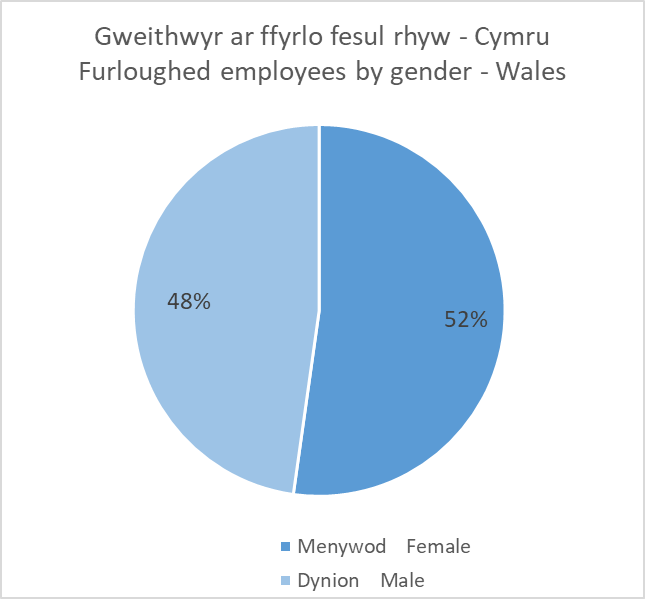 Gweithwyr ar ffyrlo fesul rhyw - Cymru
Furloughed employees by gender - Wales
48%
52%
Menywod Female
Dynion Male